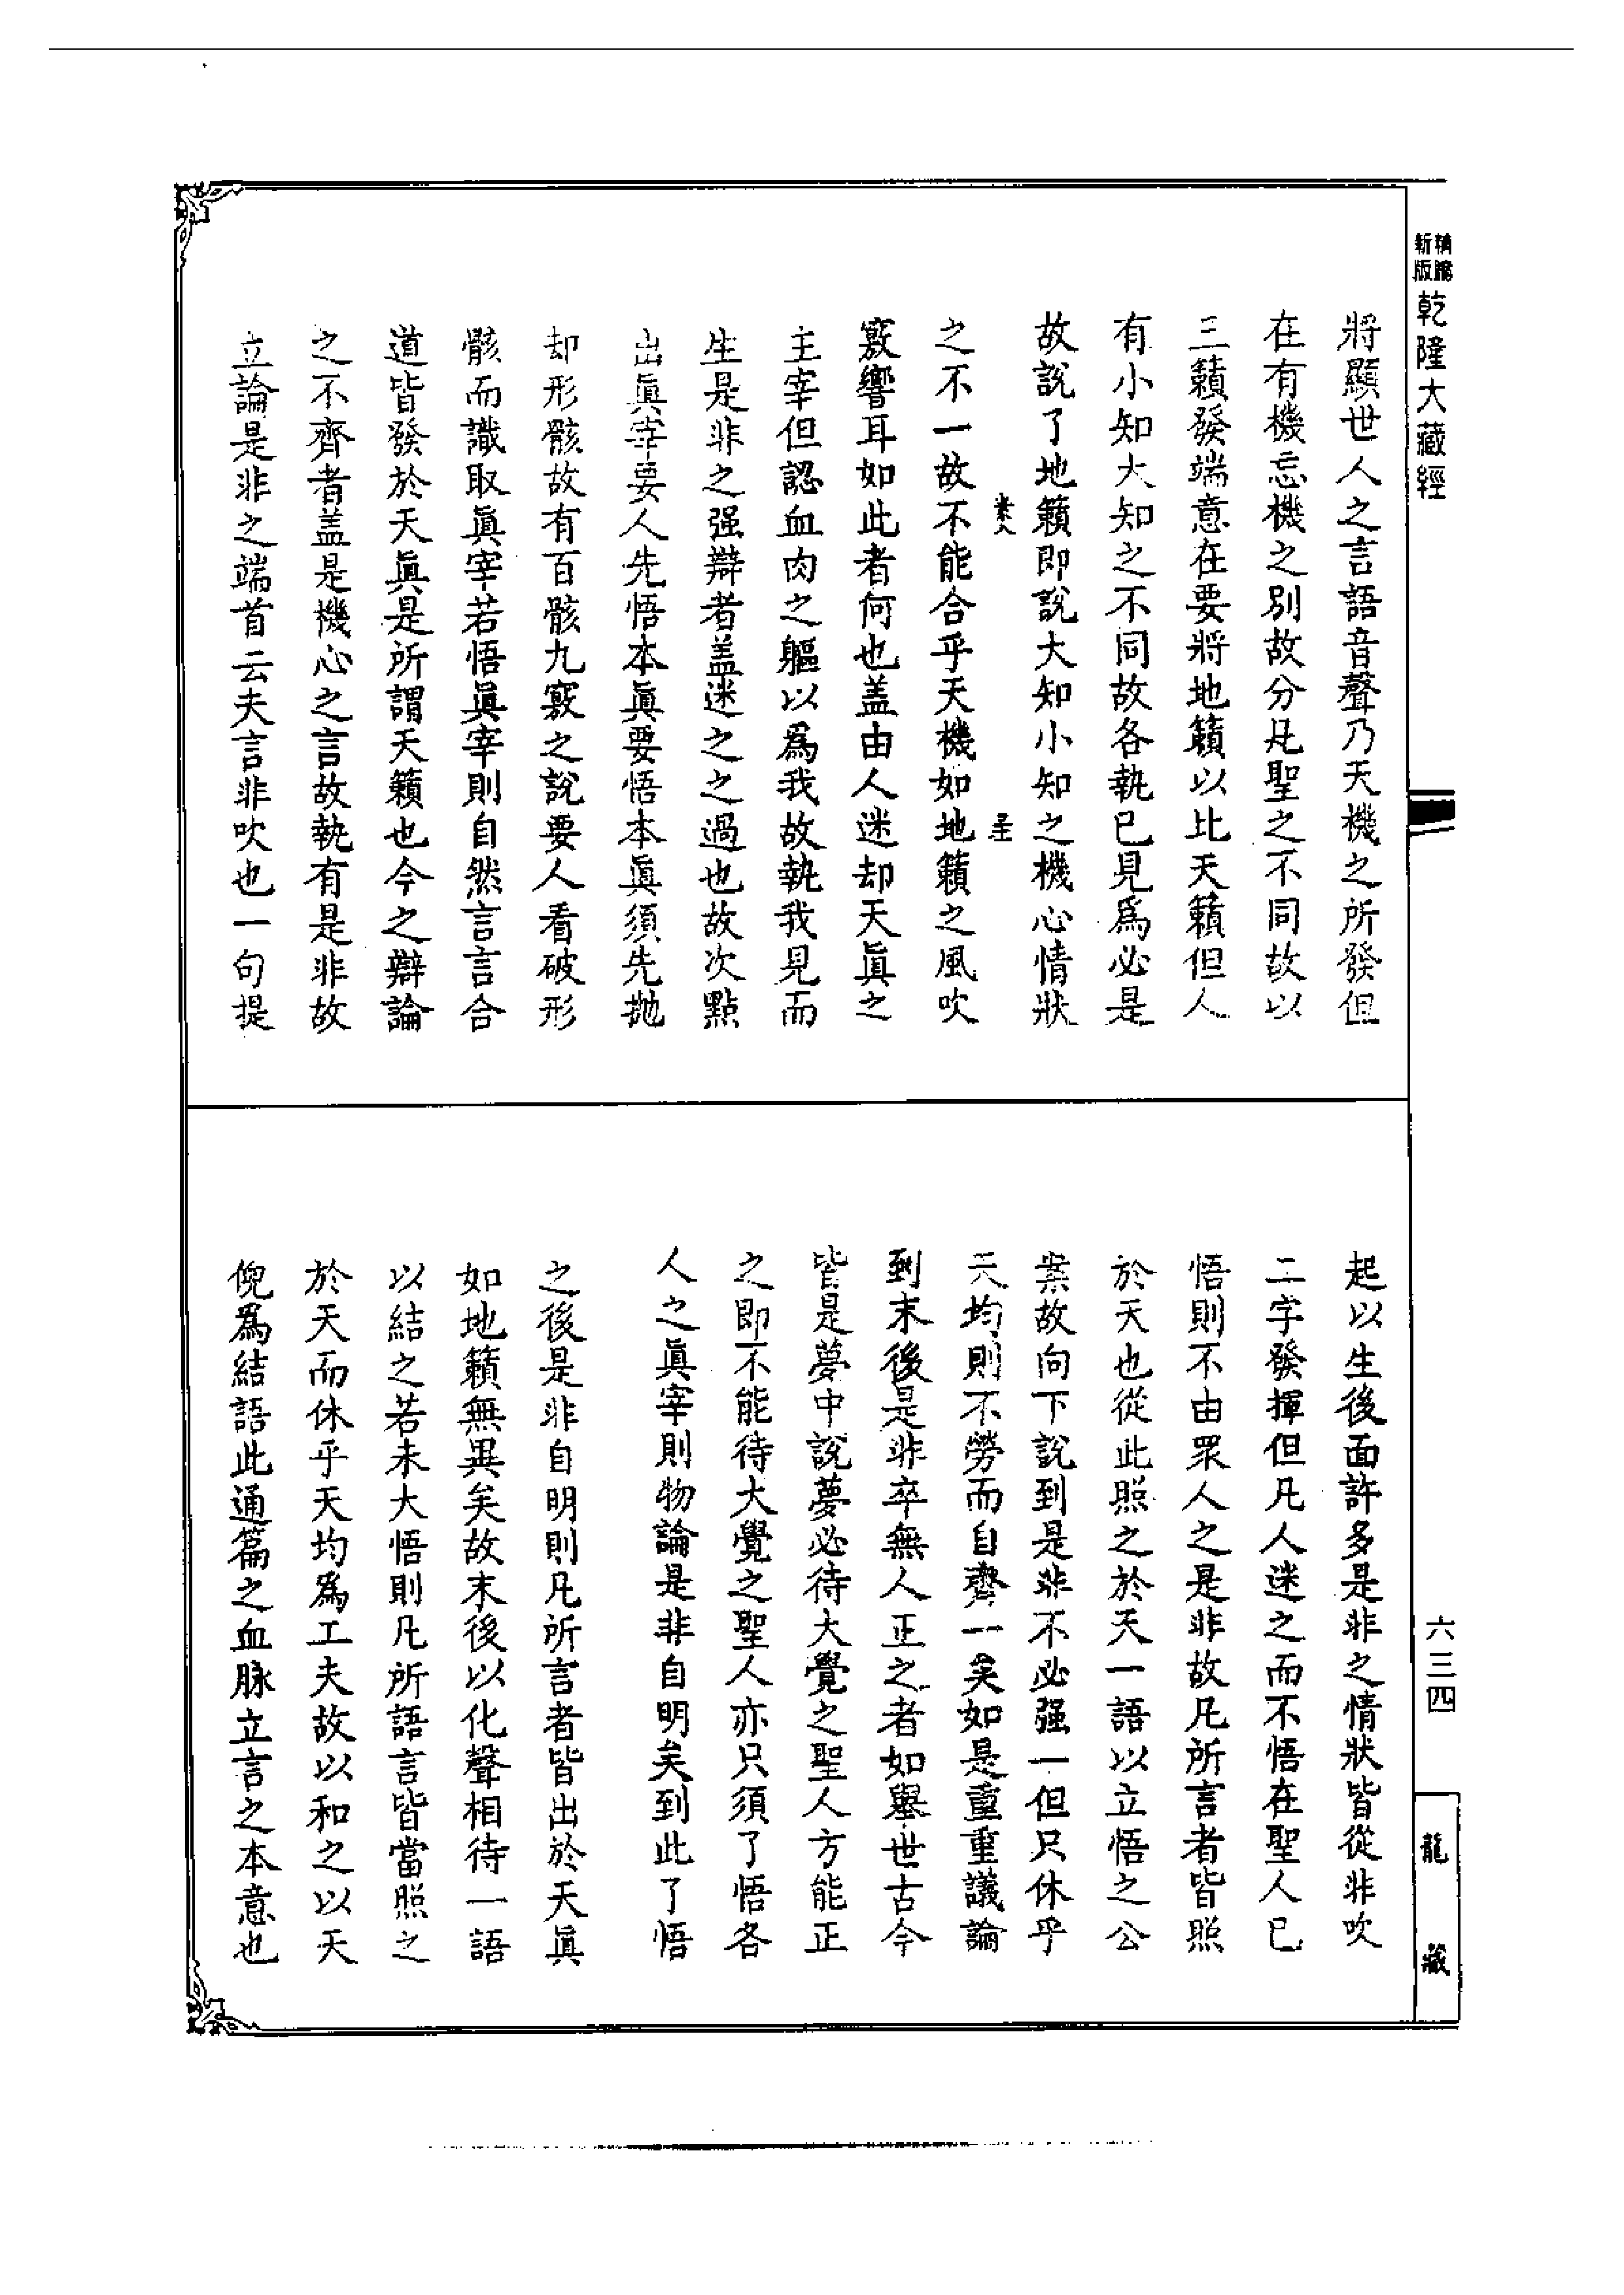 新版精縮乾隆大藏經
將顯世人之言語音聲乃天機之所發但
在有機忘機之別故分凡聖之不同故以
三籟發端意在要將地籟以比天籟但人
有小知大知之不同故各執已見爲必是
故說了地籟即說大知小知之機心情狀
之不一故不能合乎天機如地籟之風吹
竅響耳如此者何也盖由人迷却天眞之
主宰但認血肉之軀以爲我故執我見而
生是非之强辯者盖迷之之過也故次點
出眞宰要人先悟本眞要悟本眞須先拋
却形骸故有百骸九竅之說要人看破形
骸而識取眞宰若悟眞宰則自然言言合
道皆發於天眞是所謂天籟也今之辯論
之不齊者盖是機心之言故執有是非故
立論是非之端首云夫言非吹也一句提
起以生後面許多是非之情狀皆從非吹
二字發揮但凡人迷之而不悟在聖人已
悟則不由眾人之是非故凡所言者皆照
於天也從此照之於天一語以立悟之公
案故向下說到是非不必强一但只休乎
天均則不勞而自齊一矣如是重重議論
到末後是非卒無人正之者如舉世古今
皆是夢中說夢必待大覺之聖人方能正
之即不能待大覺之聖人亦只須了悟各
人之眞宰則物論是非自明矣到此了悟
之後是非自明則凡所言者皆出於天眞
如地籟無異矣故末後以化聲相待一語
以結之若未大悟則凡所語言皆當照之
於天而休乎天均爲工夫故以和之以天
倪爲結語此通篇之血脉立言之本意也
六三四
龍藏